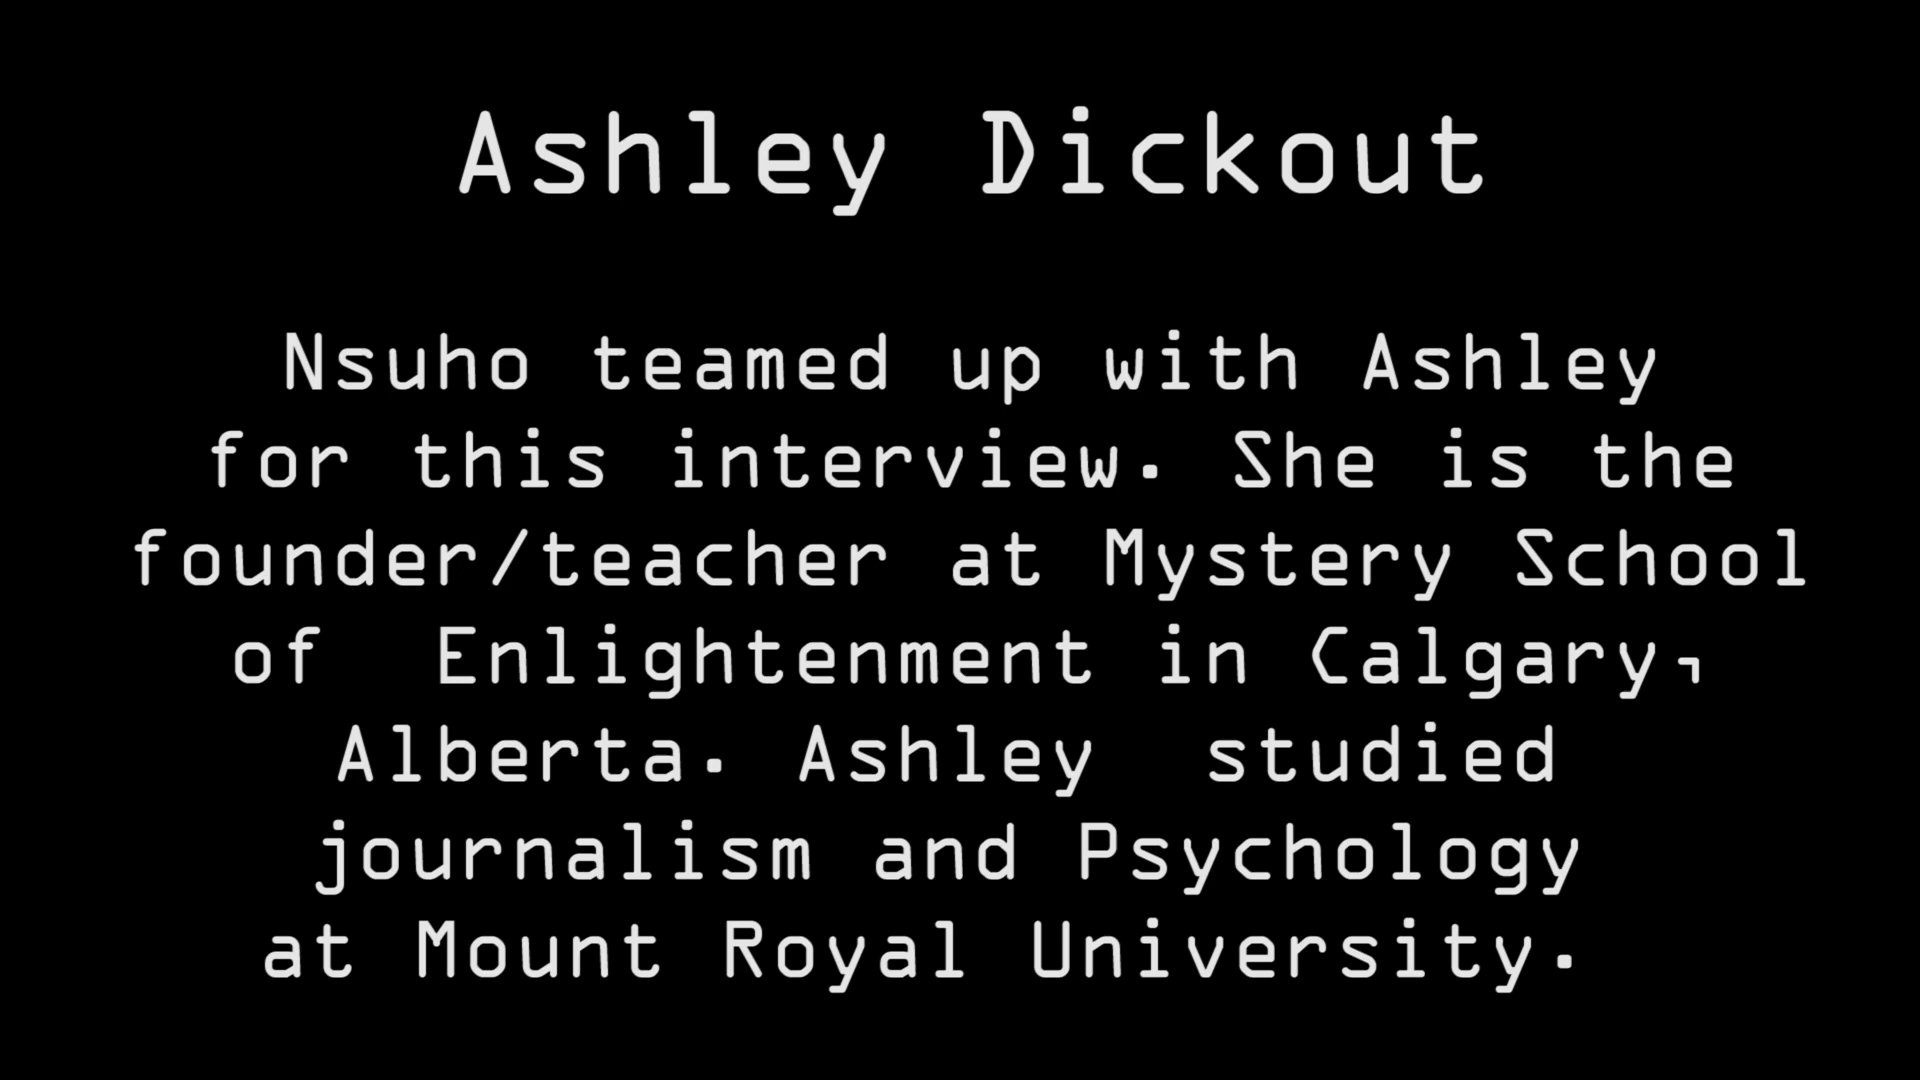 Ashley Dickout
Nsuho teamed up with Ashley
for this interview. She is the
founder/teacher at Mystery School
of  Enlightenment in Calgary,
Alberta. Ashley  studied
journalism and Psychology
at Mount Royal University.